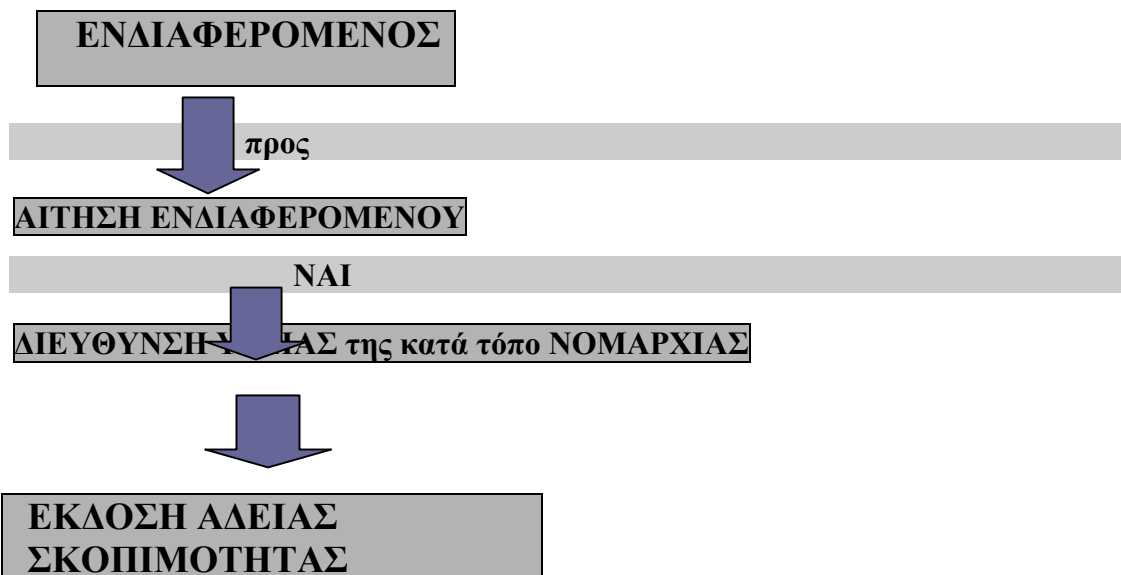 ΕΝΔΙΑΦΕΡΟΜΕΝΟΣ
προς
ΑΙΤΗΣΗ ΕΝΔΙΑΦΕΡΟΜΕΝΟΥ
ΝΑΙ
ΔΙΕΥΘΥΝΣΗ της κατά τόπο ΝΟΜΑΡΧΙΑΣ
ΕΚΔΟΣΗ ΑΔΕΙΑΣ
ΣΚΟΠΙΜΟΤΗΤΑΣ